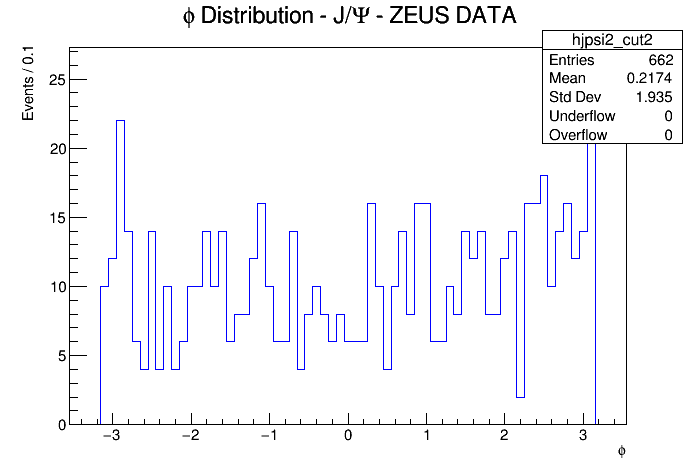 ϕ Distribution - J/Ψ - ZEUS DATA
hjpsi2_cut2
Entries 662
Mean 0.2174
Std Dev 1.935
Underflow 0
Overflow 0
Events / 0.1
25
20
15
10
5
0
−3 −2 −1 0 1 2 3
ϕ